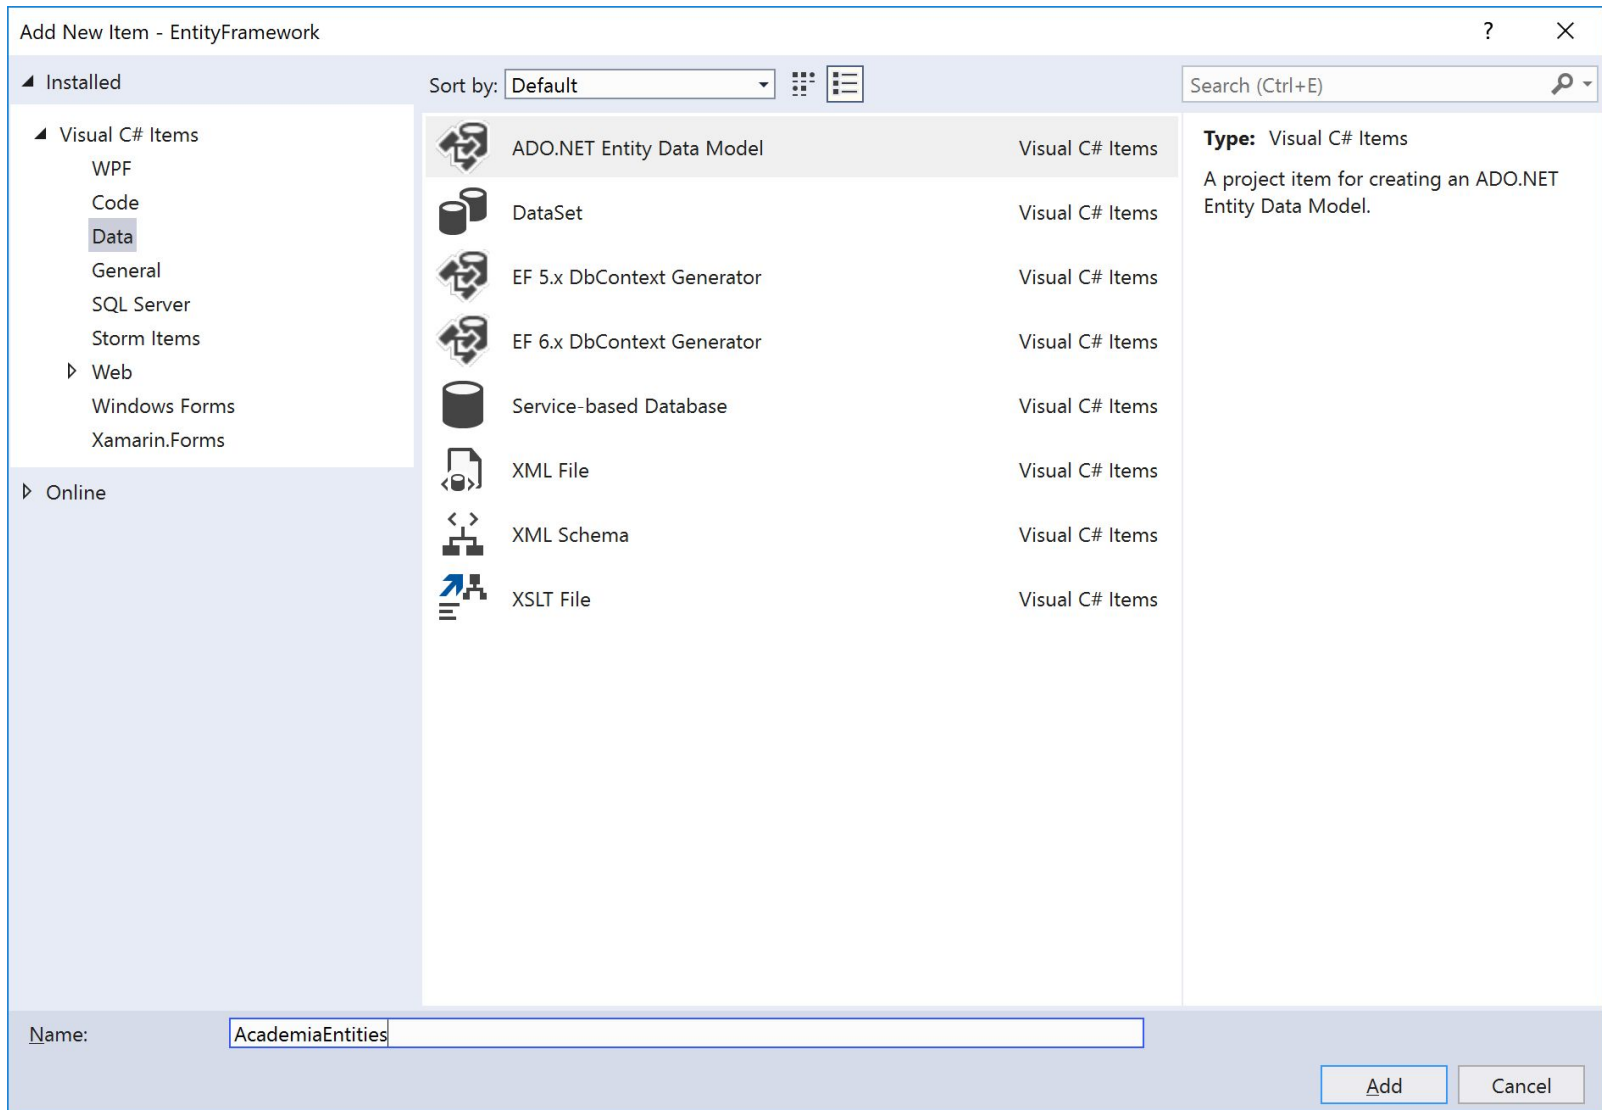 Add New Item - EntityFramework
?
Installed
Sort by: Default
Search (Ctrl+E)
Visual C# Items
WPF
Code
Data
General
SQL Server
Storm Items
Web
Windows Forms
Xamarin.Forms
Online
ADO.NET Entity Data Model Visual C# Items
DataSet Visual C# Items
EF 5.x DbContext Generator Visual C# Items
EF 6.x DbContext Generator Visual C# Items
Service-based Database Visual C# Items
XML File Visual C# Items
XML Schema Visual C# Items
XSLT File Visual C# Items
Type: Visual C# Items
A project item for creating an ADO.NET
Entity Data Model.
Name: AcademiaEntities
Add Cancel